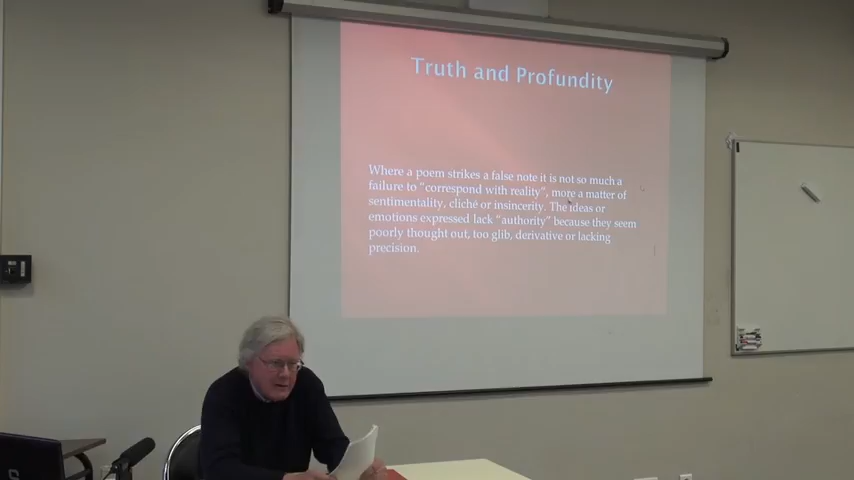 Truth and Profundity
Where a poem strikes a false note it is not so much a
failure to "correspond with reality", more a matter of
sentimentality, cliché or insincerity. The ideas or
emotions expressed lack "authority" because they seem
poorly thought out, too glib, derivative or lacking
precision.